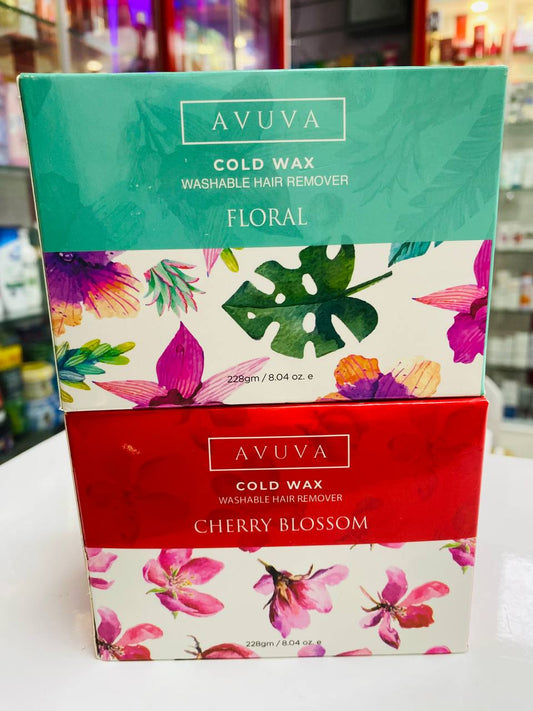 AVUVA
COLD WAX
WASHABLE HAIR REMOVER
FLORAL
228gm / 8.04 oz. e
AVUVA
COLD WAX
WASHABLE HAIR REMOVER
CHERRY BLOSSOM
228gm / 8.04 oz. e